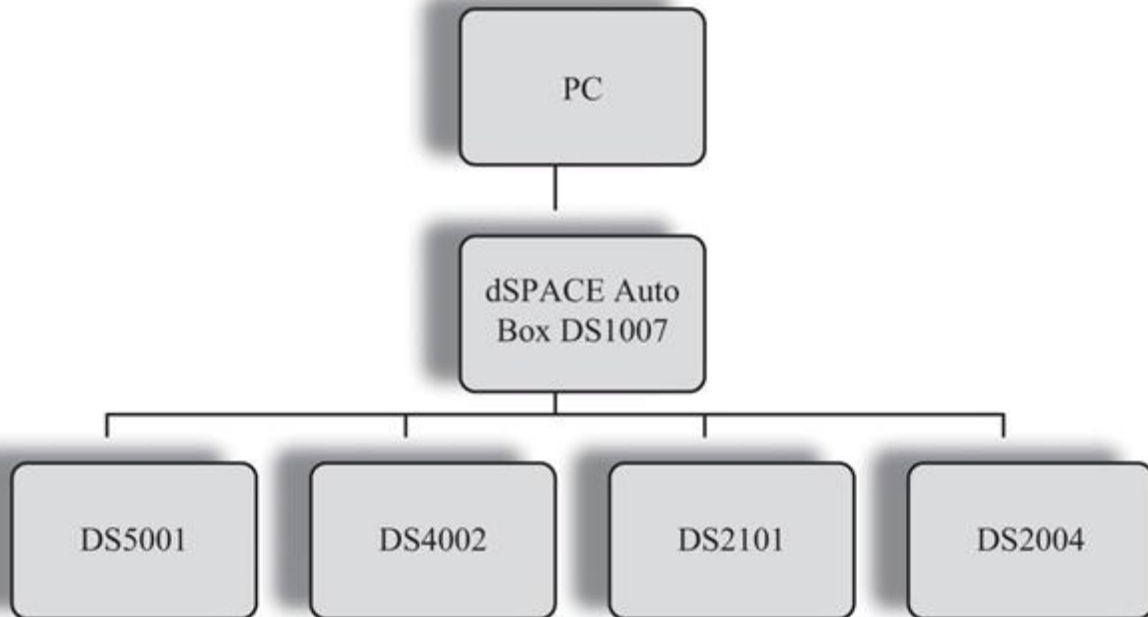 PC
dSPACE Auto
Box DS1007
DS5001
DS4002
DS2101
DS2004